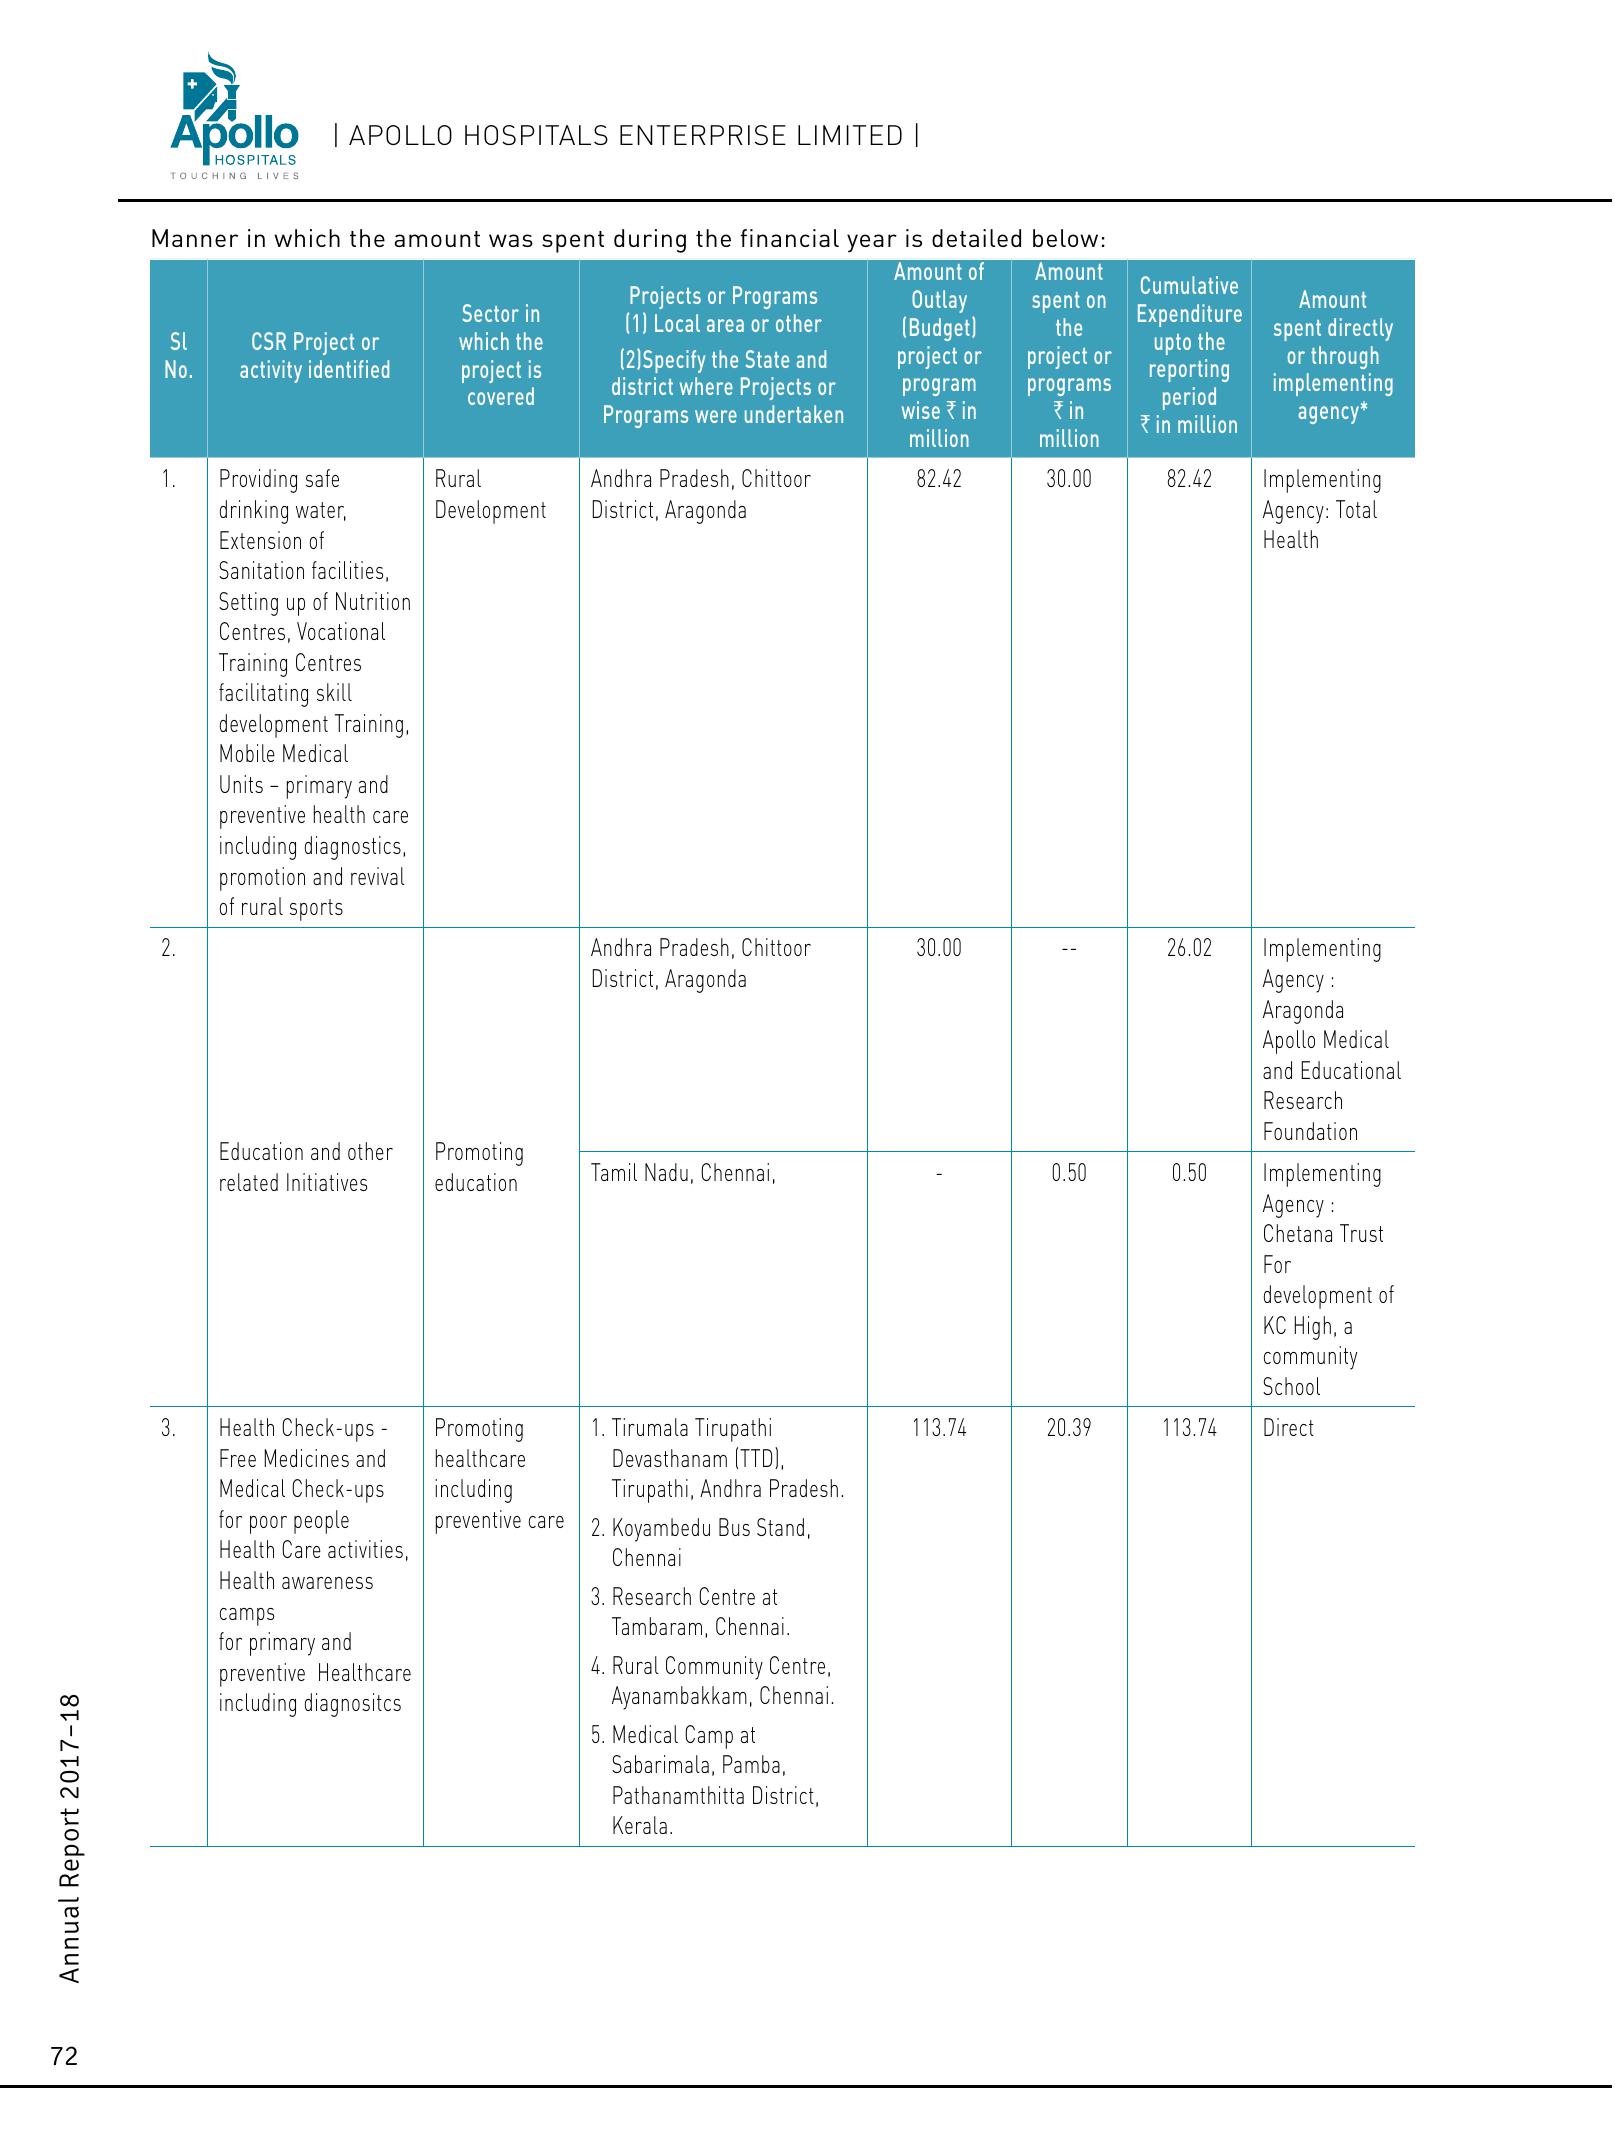 Apollo
HOSPITALS
TOUCHING LIVES
| APOLLO HOSPITALS ENTERPRISE LIMITED |
Manner in which the amount was spent during the financial year is detailed below:
Sl
No.
CSR Project or
activity identified
Sector in
which the
project is
covered
Projects or Programs
(1) Local area or other
(2)Specify the State and
district where Projects or
Programs were undertaken
Amount of
Outlay
(Budget)
project or
program
wise ₹ in
million
Amount
spent on
the
project or
programs
₹ in
million
Cumulative
Expenditure
upto the
reporting
period
₹ in million
Amount
spent directly
or through
implementing
agency*
1.
Providing safe
drinking water,
Extension of
Sanitation facilities,
Setting up of Nutrition
Centres, Vocational
Training Centres
facilitating skill
development Training,
Mobile Medical
Units – primary and
preventive health care
including diagnostics,
promotion and revival
of rural sports
Rural
Development
Andhra Pradesh, Chittoor
District, Aragonda
82.42
30.00
82.42
Implementing
Agency: Total
Health
2.
Education and other
related Initiatives
Promoting
education
Andhra Pradesh, Chittoor
District, Aragonda
30.00
--
26.02
Implementing
Agency :
Aragonda
Apollo Medical
and Educational
Research
Foundation
Tamil Nadu, Chennai,
-
0.50
0.50
Implementing
Agency :
Chetana Trust
For
development of
KC High, a
community
School
3.
Health Check-ups -
Free Medicines and
Medical Check-ups
for poor people
Health Care activities,
Health awareness
camps
for primary and
preventive  Healthcare
including diagnositcs
Promoting
healthcare
including
preventive care
1. Tirumala Tirupathi
Devasthanam (TTD),
Tirupathi, Andhra Pradesh.
2. Koyambedu Bus Stand,
Chennai
3. Research Centre at
Tambaram, Chennai.
4. Rural Community Centre,
Ayanambakkam, Chennai.
5. Medical Camp at
Sabarimala, Pamba,
Pathanamthitta District,
Kerala.
113.74
20.39
113.74
Direct
Annual Report 2017–18
72